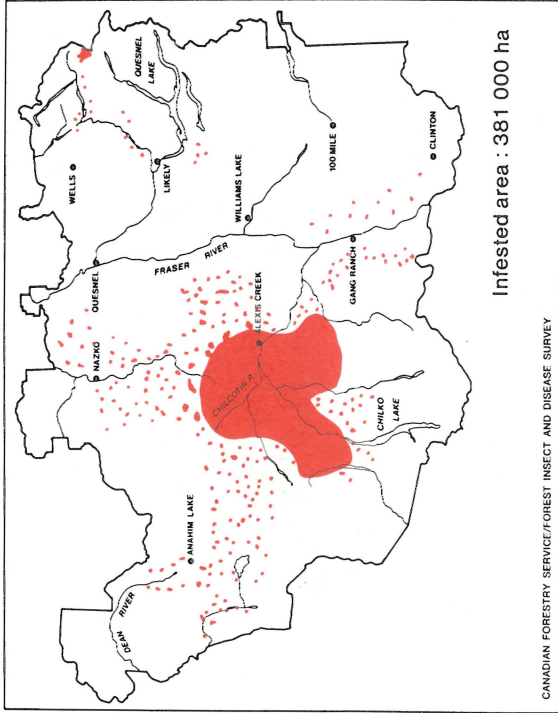 WELLS
QUESNEL
LAKE
LIKELY
QUESNEL
NAZKO
FRASER
RIVER
WILLIAMS LAKE
ALEXIS CREEK
CHILCOTIN R.
ANAHIM LAKE
DEAN
RIVER
100 MILE
GANG RANCH
CLINTON
CHILKO
LAKE
Infested area : 381 000 ha
CANADIAN FORESTRY SERVICE/FOREST INSECT AND DISEASE SURVEY